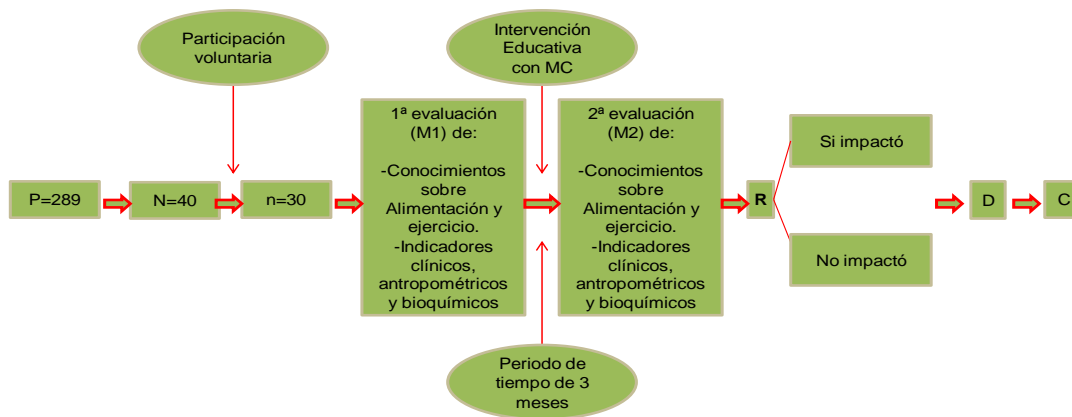 Participación
voluntaria
Intervención
Educativa
con MC
P=289
N=40
n=30
1ª evaluación
(M1) de:
-Conocimientos
sobre
Alimentación y
ejercicio.
-Indicadores
clínicos,
antropométricos
y bioquímicos
2ª evaluación
(M2) de:
-Conocimientos
sobre
Alimentación y
ejercicio.
-Indicadores
clínicos,
antropométricos
y bioquímicos
R
Si impactó
No impactó
D
C
Periodo de
tiempo de 3
meses